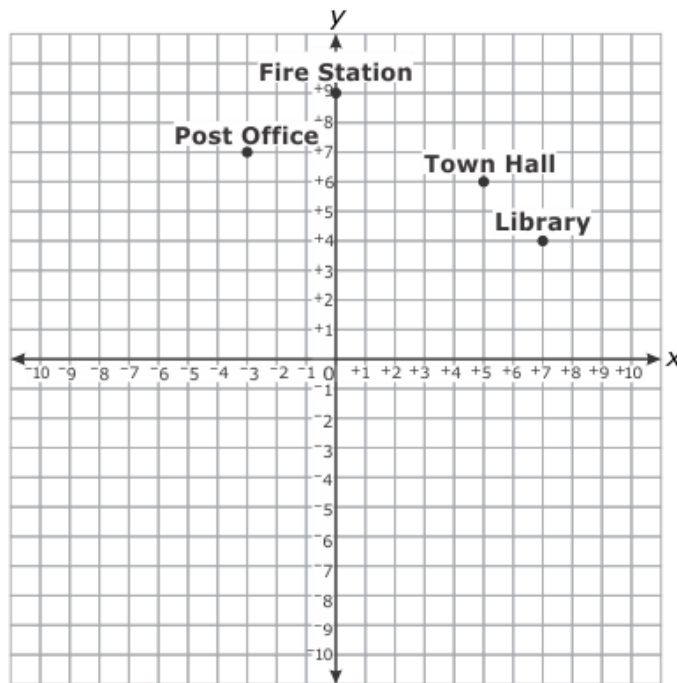 y
Fire Station
+9
+8
Post Office
+7
Town Hall
+6
+5
Library
+4
+3
+2
+1
x
-10 -9 -8 -7 -6 -5 -4 -3 -2 -1 0 +1 +2 +3 +4 +5 +6 +7 +8 +9 +10
-1
-2
-3
-4
-5
-6
-7
-8
-9
-10